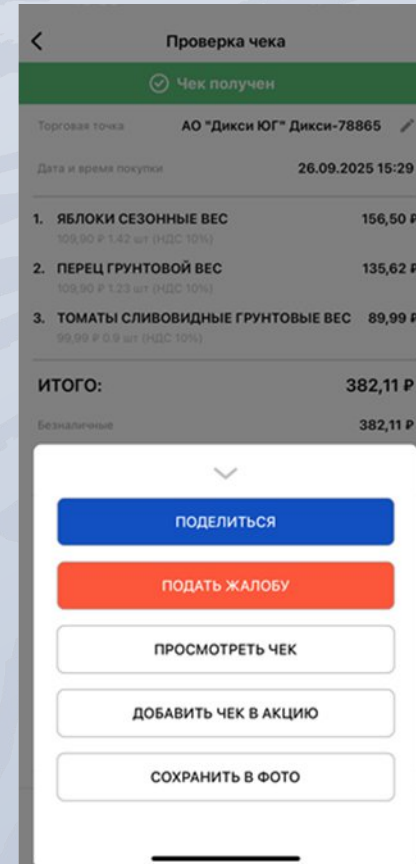 Проверка чека
Чек получен
Торговая точка АО "Дикси ЮГ" Дикси-78865
Дата и время покупки 26.09.2025 15:29
1. ЯБЛОКИ СЕЗОННЫЕ ВЕС 156,50 ₽
109,90 ₽ 1.42 шт (НДС 10%)
2. ПЕРЕЦ ГРУНТОВОЙ ВЕС 135,62 ₽
109,90 ₽ 1.23 шт (НДС 10%)
3. ТОМАТЫ СЛИВОВИДНЫЕ ГРУНТОВЫЕ ВЕС 89,99 ₽
99,99 ₽ 0.9 шт (НДС 10%)
ИТОГО: 382,11 ₽
Безналичные 382,11 ₽
ПОДЕЛИТЬСЯ
ПОДАТЬ ЖАЛОБУ
ПРОСМОТРЕТЬ ЧЕК
ДОБАВИТЬ ЧЕК В АКЦИЮ
СОХРАНИТЬ В ФОТО